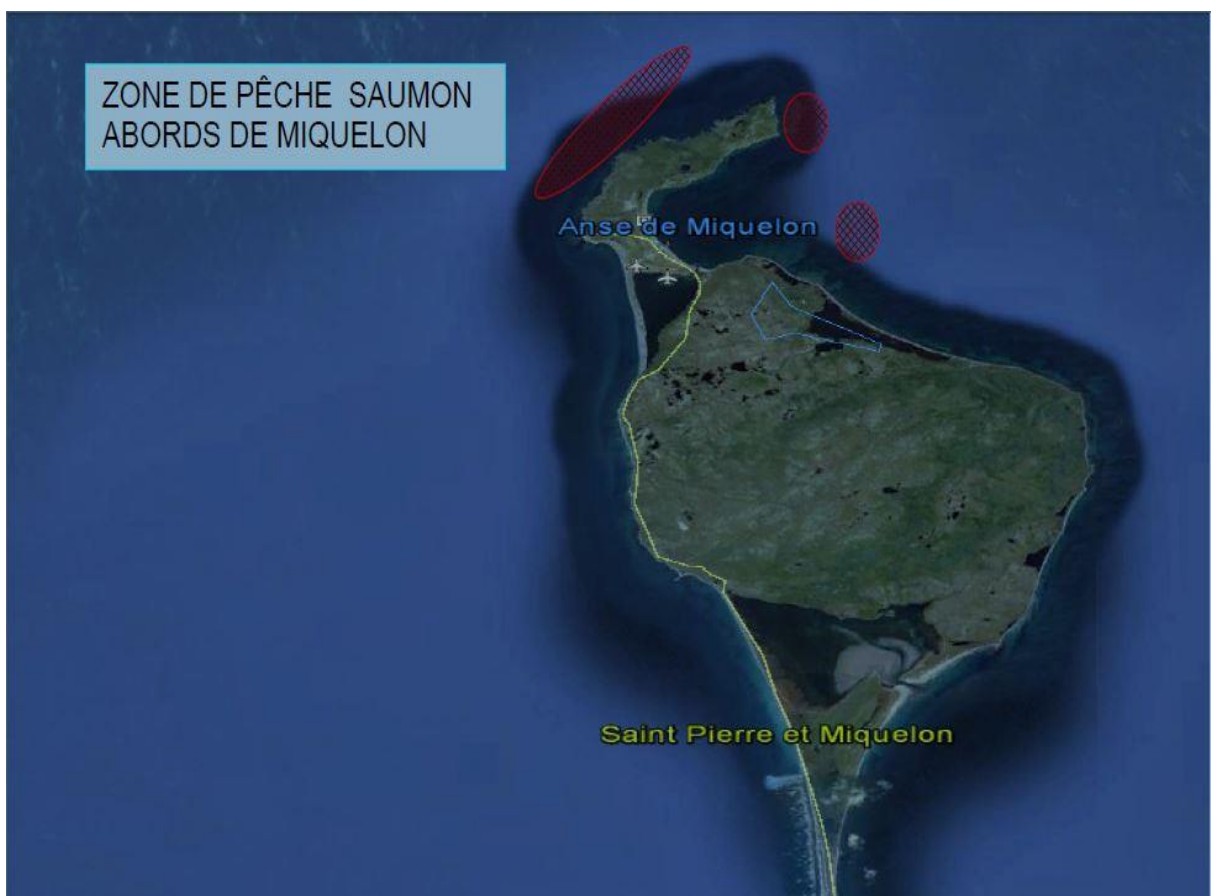 ZONE DE PÊCHE SAUMON
ABORDS DE MIQUELON
Anse de Miquelon
Saint Pierre et Miquelon